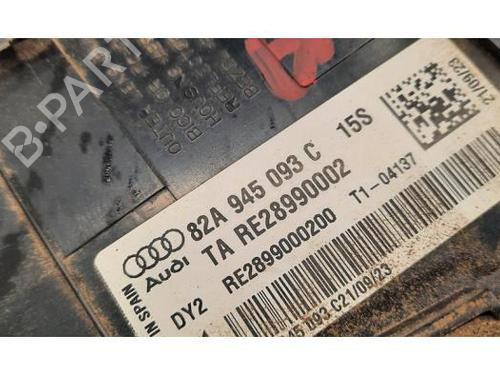 B-PARTS
82A 945 093 C 15S
21/09/23
Audi
TA RE28990002
T1-04137
IN SPAIN
DY2
RE2899000200
45 093 C21/09/23